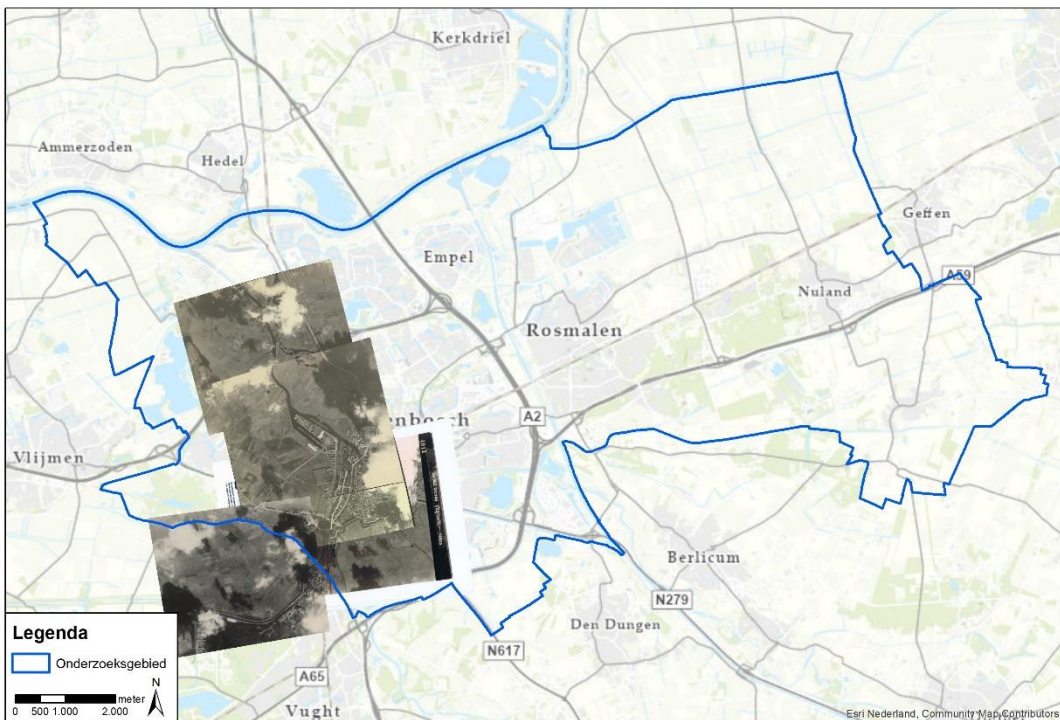 Kerkdriel
Ammerzoden
Hedel
Geffen
Empel
A59
Nuland
Rosmalen
A2
enbosch
Vlijmen
Berlicum
N279
Den Dungen
N617
A65
Vught
Legenda
Onderzoeksgebied
N
meter
0 500 1.000 2.000
Esri Nederland, Community Map Contributors